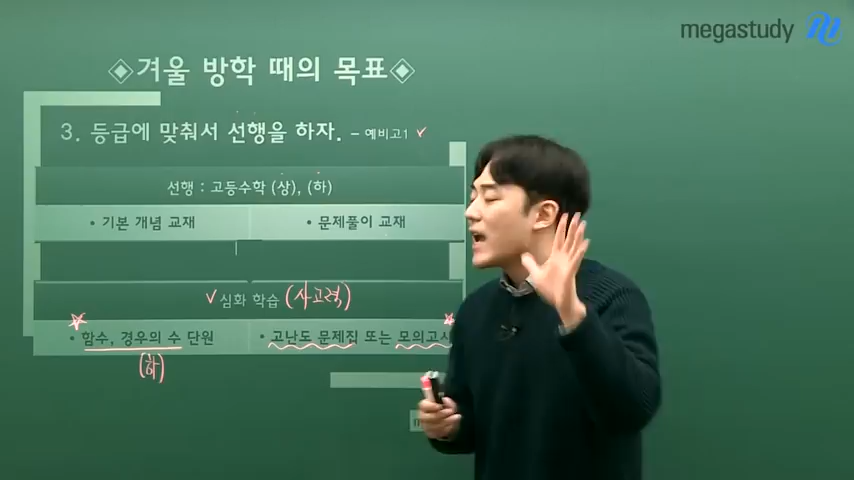 megastudy
◈겨울 방학 때의 목표◈
3. 등급에 맞춰서 선행을 하자. – 예비고1 ✓
선행 : 고등수학 (상), (하)
• 기본 개념 교재 • 문제풀이 교재
✓심화 학습 (사고력)
• 함수, 경우의 수 단원 • 고난도 문제집 또는 모의고사
(하)